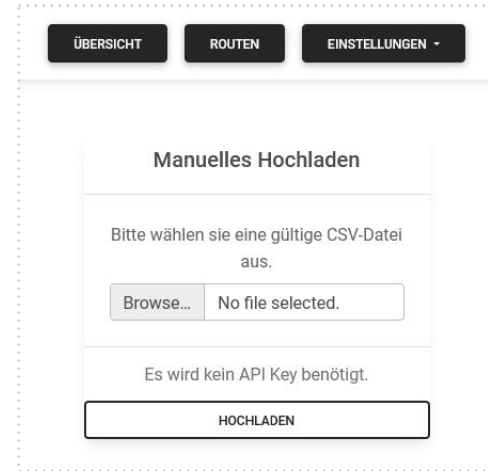 ÜBERSICHT ROUTEN EINSTELLUNGEN
Manuelles Hochladen
Bitte wählen sie eine gültige CSV-Datei
aus.
Browse... No file selected.
Es wird kein API Key benötigt.
HOCHLADEN